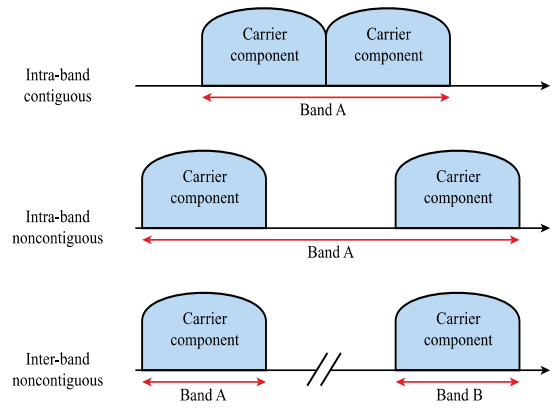 Carrier
component
Carrier
component
Intra-band
contiguous
Band A
Carrier
component
Carrier
component
Intra-band
noncontiguous
Band A
Carrier
component
Carrier
component
Inter-band
noncontiguous
Band A
Band B